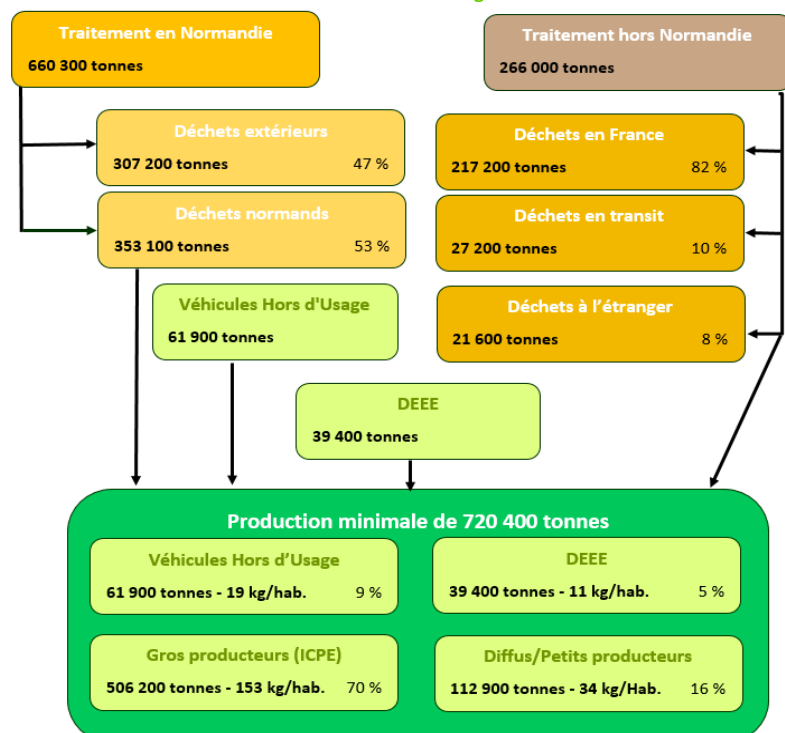 Traitement en Normandie
660 300 tonnes
Traitement hors Normandie
266 000 tonnes
Déchets extérieurs
307 200 tonnes 47 %
Déchets en France
217 200 tonnes 82 %
Déchets normands
353 100 tonnes 53 %
Déchets en transit
27 200 tonnes 10 %
Véhicules Hors d'Usage
61 900 tonnes
Déchets à l’étranger
21 600 tonnes 8 %
DEEE
39 400 tonnes
Production minimale de 720 400 tonnes
Véhicules Hors d’Usage
61 900 tonnes - 19 kg/hab. 9 %
DEEE
39 400 tonnes - 11 kg/hab. 5 %
Gros producteurs (ICPE)
506 200 tonnes - 153 kg/hab. 70 %
Diffus/Petits producteurs
112 900 tonnes - 34 kg/Hab. 16 %